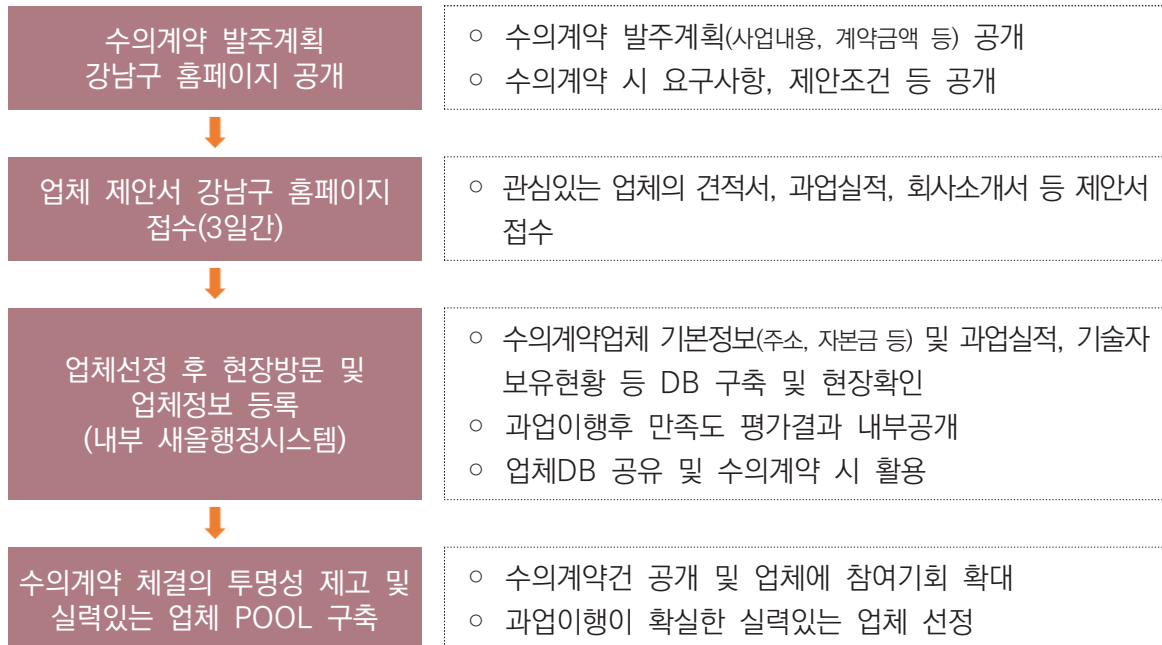 수의계약 발주계획
강남구 홈페이지 공개
○ 수의계약 발주계획(사업내용, 계약금액 등) 공개
○ 수의계약 시 요구사항, 제안조건 등 공개
업체 제안서 강남구 홈페이지
접수(3일간)
○ 관심있는 업체의 견적서, 과업실적, 회사소개서 등 제안서
접수
업체선정 후 현장방문 및
업체정보 등록
(내부 새올행정시스템)
○ 수의계약업체 기본정보(주소, 자본금 등) 및 과업실적, 기술자
보유현황 등 DB 구축 및 현장확인
○ 과업이행후 만족도 평가결과 내부공개
○ 업체DB 공유 및 수의계약 시 활용
수의계약 체결의 투명성 제고 및
실력있는 업체 POOL 구축
○ 수의계약건 공개 및 업체에 참여기회 확대
○ 과업이행이 확실한 실력있는 업체 선정